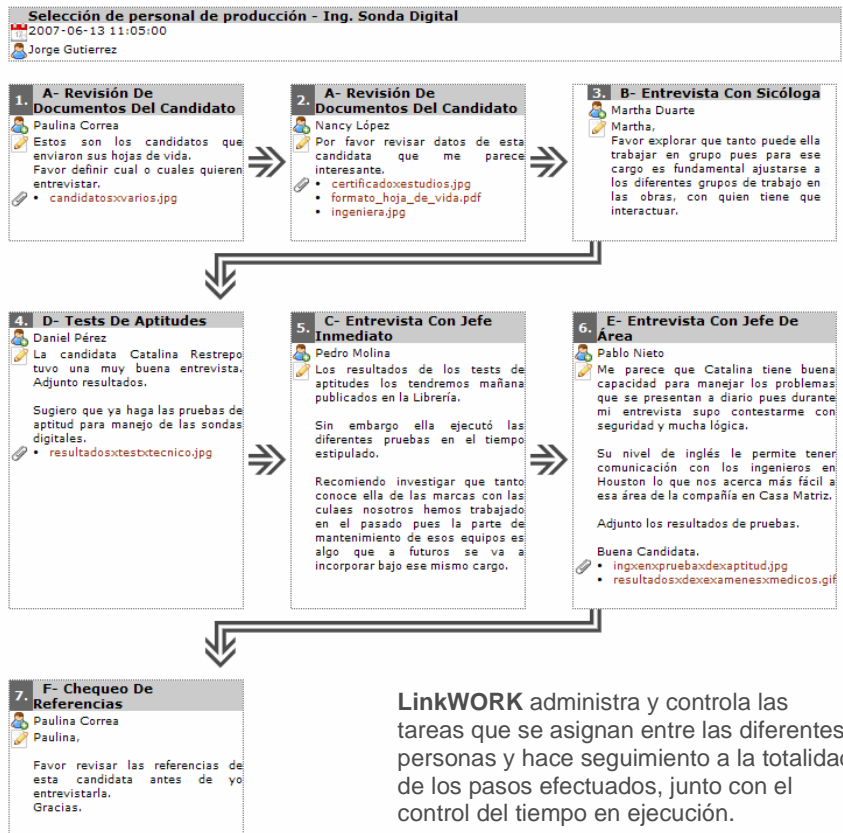 Selección de personal de producción - Ing. Sonda Digital
2007-06-13 11:05:00
Jorge Gutierrez
1. A- Revisión De
Documentos Del Candidato
Paulina Correa
Estos son los candidatos que
enviaron sus hojas de vida.
Favor definir cual o cuales quieren
entrevistar.
• candidatosxvarios.jpg
2. A- Revisión De
Documentos Del Candidato
Nancy López
Por favor revisar datos de esta
candidata que me parece
interesante.
• certificadoxestudios.jpg
• formato_hoja_de_vida.pdf
• ingeniera.jpg
3. B- Entrevista Con Sicóloga
Martha Duarte
Martha,
Favor explorar que tanto puede ella
trabajar en grupo pues para ese
cargo es fundamental ajustarse a
los diferentes grupos de trabajo en
las obras, con quien tiene que
interactuar.
4. D- Tests De Aptitudes
Daniel Pérez
La candidata Catalina Restrepo
tuvo una muy buena entrevista.
Adjunto resultados.
Sugiero que ya haga las pruebas de
aptitud para manejo de las sondas
digitales.
• resultadosxtestxtecnico.jpg
5. C- Entrevista Con Jefe
Inmediato
Pedro Molina
Los resultados de los tests de
aptitudes los tendremos mañana
publicados en la Librería.
Sin embargo ella ejecutó las
diferentes pruebas en el tiempo
estipulado.
Recomiendo investigar que tanto
conoce ella de las marcas con las
culaes nosotros hemos trabajado
en el pasado pues la parte de
mantenimiento de esos equipos es
algo que a futuros se va a
incorporar bajo ese mismo cargo.
6. E- Entrevista Con Jefe De
Área
Pablo Nieto
Me parece que Catalina tiene buena
capacidad para manejar los problemas
que se presentan a diario pues durante
mi entrevista supo contestarme con
seguridad y mucha lógica.
Su nivel de inglés le permite tener
comunicación con los ingenieros en
Houston lo que nos acerca más fácil a
esa área de la compañía en Casa Matriz.
Adjunto los resultados de pruebas.
Buena Candidata.
• ingxenxpruebaxdexaptitud.jpg
• resultadosxdexexamenesxmedicos.gif
7. F- Chequeo De
Referencias
Paulina Correa
Paulina,
Favor revisar las referencias de
esta candidata antes de yo
entrevistarla.
Gracias.
LinkWORK administra y controla las
tareas que se asignan entre las diferentes
personas y hace seguimiento a la totalidad
de los pasos efectuados, junto con el
control del tiempo en ejecución.